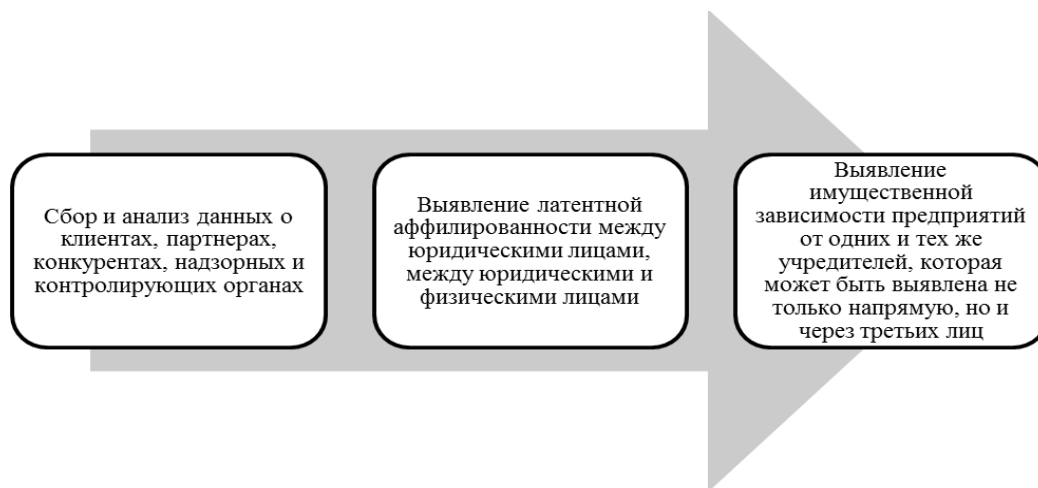 Сбор и анализ данных о
клиентах, партнерах,
конкурентах, надзорных и
контролирующих органах
Выявление латентной
аффилированности между
юридическими лицами,
между юридическими и
физическими лицами
Выявление
имущественной
зависимости предприятий
от одних и тех же
учредителей, которая
может быть выявлена не
только напрямую, но и
через третьих лиц